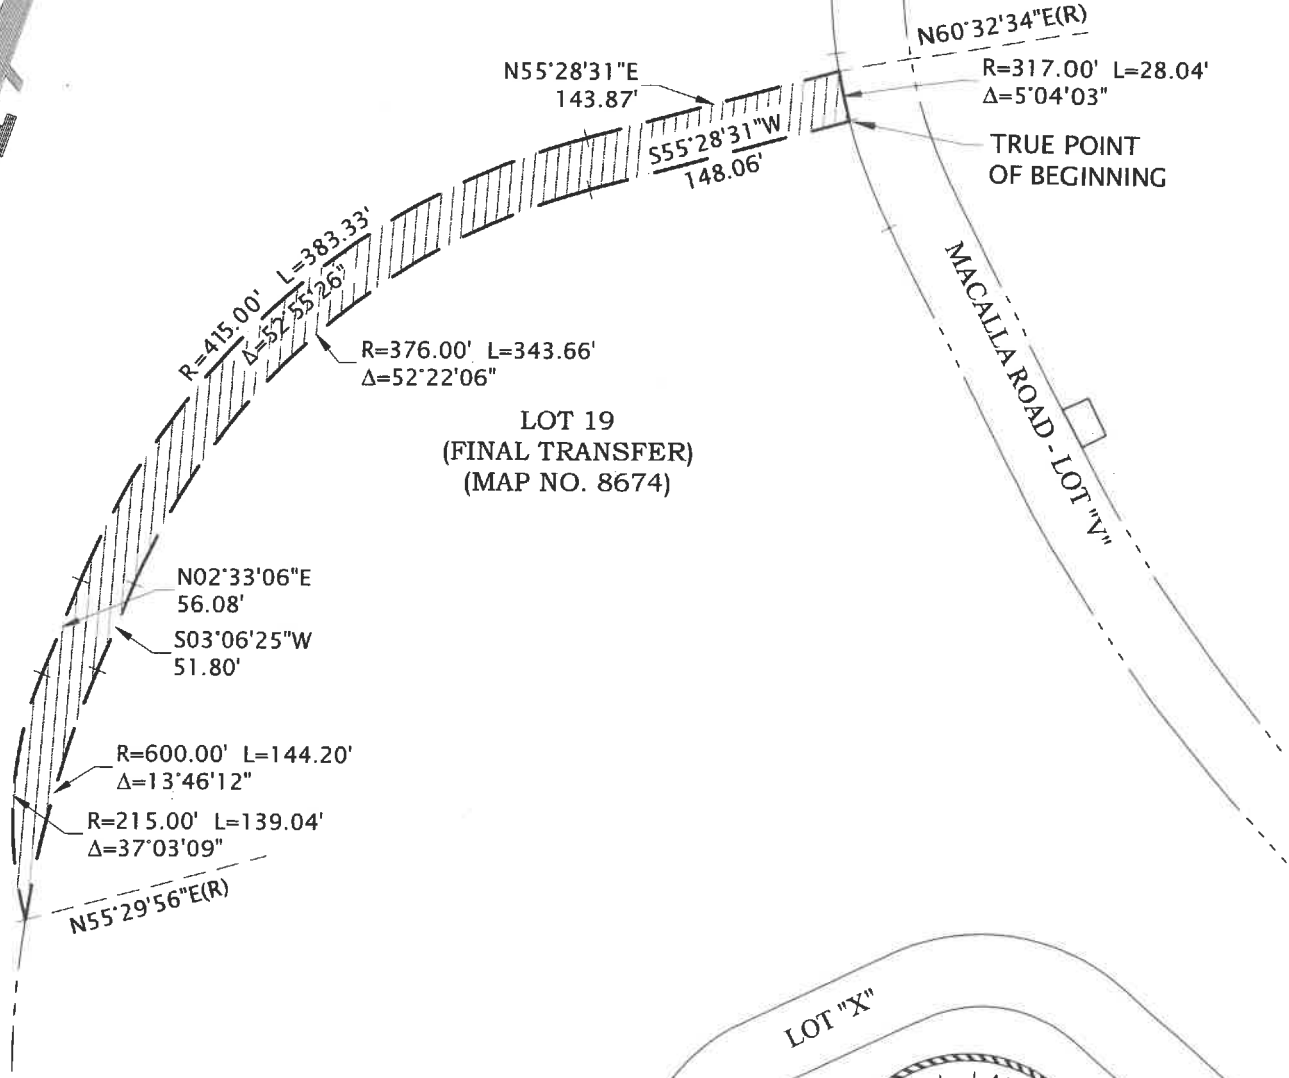 N60°32'34"E(R)
N55°28'31"E
143.87'
R=317.00' L=28.04'
Δ=5°04'03"
TRUE POINT
OF BEGINNING
S55°28'31"W
148.06'
R=415.00' L=383.33'
Δ=52°55'26"
R=376.00' L=343.66'
Δ=52°22'06"
LOT 19
(FINAL TRANSFER)
(MAP NO. 8674)
MACALLA ROAD - LOT "V"
N02°33'06"E
56.08'
S03°06'25"W
51.80'
R=600.00' L=144.20'
Δ=13°46'12"
R=215.00' L=139.04'
Δ=37°03'09"
N55°29'56"E(R)
LOT "X"